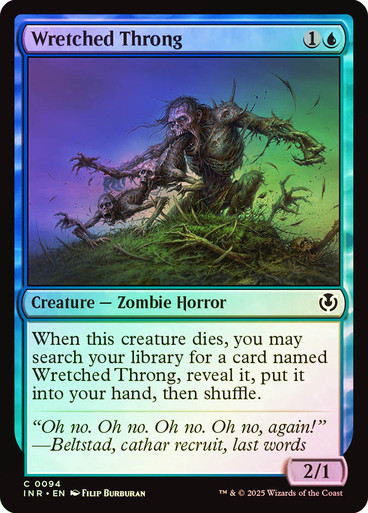 Wretched Throng 1
Creature — Zombie Horror
When this creature dies, you may
search your library for a card named
Wretched Throng, reveal it, put it
into your hand, then shuffle.
“Oh no. Oh no. Oh no. Oh no, again!”
—Beltstad, cathar recruit, last words
2/1
C 0094
INR • EN Filip Burburan
™ & © 2025 Wizards of the Coast